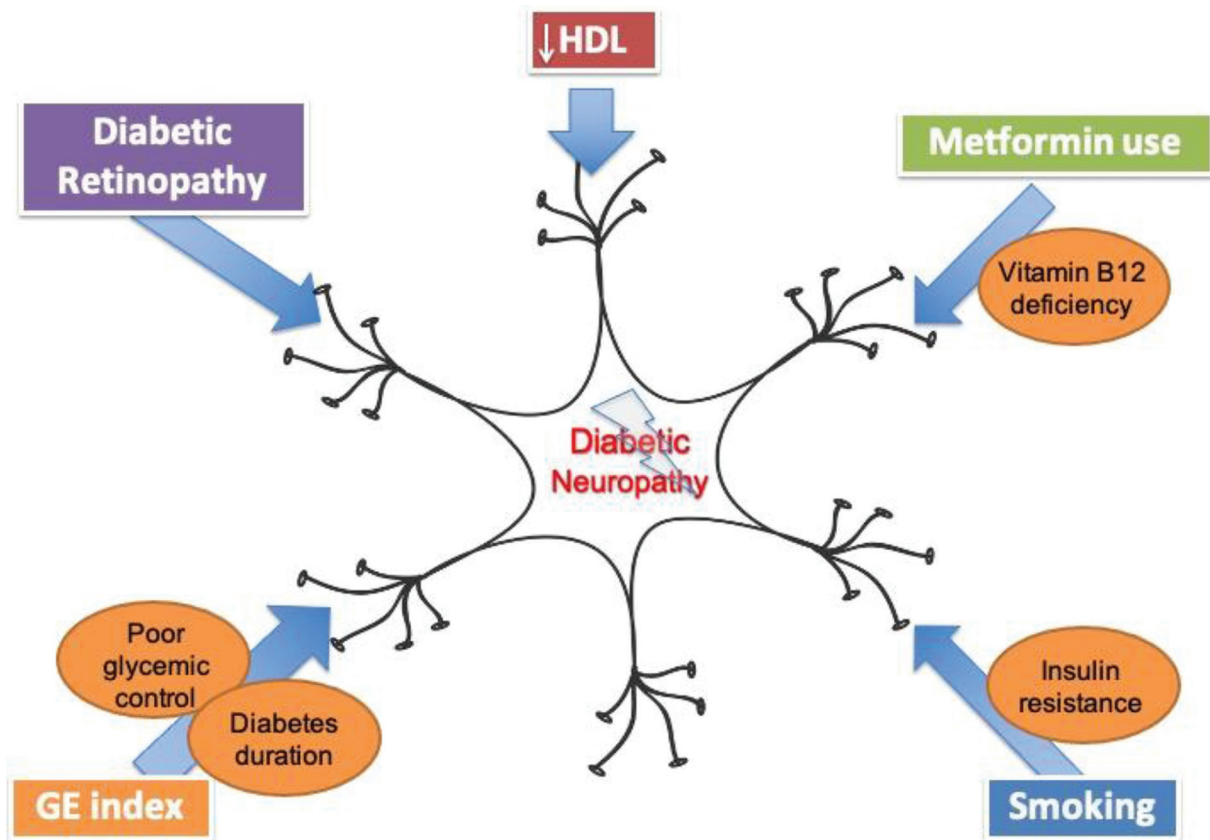 ↓HDL
Diabetic
Retinopathy
Metformin use
Vitamin B12
deficiency
Diabetic
Neuropathy
Poor
glycemic
control
Diabetes
duration
Insulin
resistance
GE index
Smoking